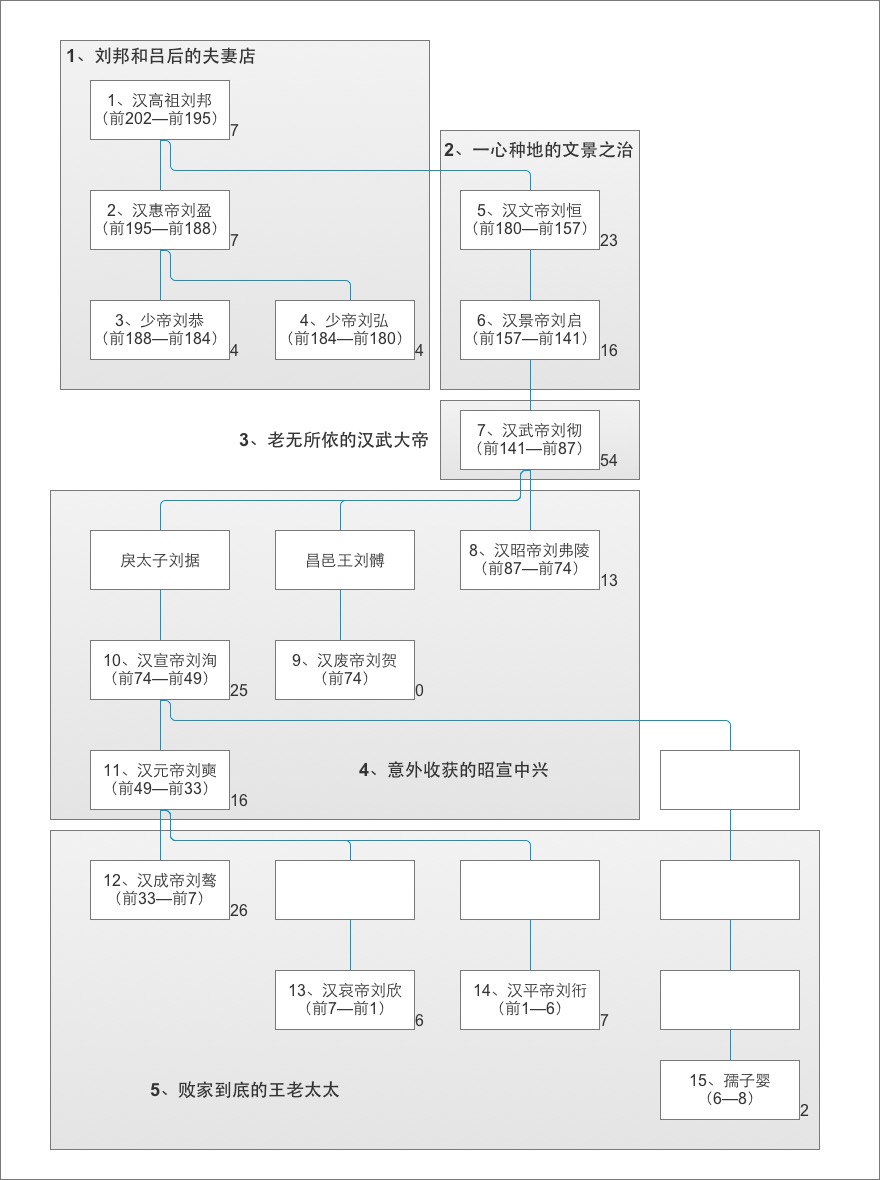 1、刘邦和吕后的夫妻店
1、汉高祖刘邦
（前202—前195）
7
2、一心种地的文景之治
2、汉惠帝刘盈
（前195—前188）
7
5、汉文帝刘恒
（前180—前157）
23
3、少帝刘恭
（前188—前184）
4
4、少帝刘弘
（前184—前180）
4
6、汉景帝刘启
（前157—前141）
16
3、老无所依的汉武大帝
7、汉武帝刘彻
（前141—前87）
54
戾太子刘据
昌邑王刘髆
8、汉昭帝刘弗陵
（前87—前74）
13
10、汉宣帝刘洵
（前74—前49）
25
9、汉废帝刘贺
（前74）
0
11、汉元帝刘奭
（前49—前33）
16
4、意外收获的昭宣中兴
12、汉成帝刘骜
（前33—前7）
26
13、汉哀帝刘欣
（前7—前1）
6
14、汉平帝刘衎
（前1—6）
7
5、败家到底的王老太太
15、孺子婴
（6—8）
2